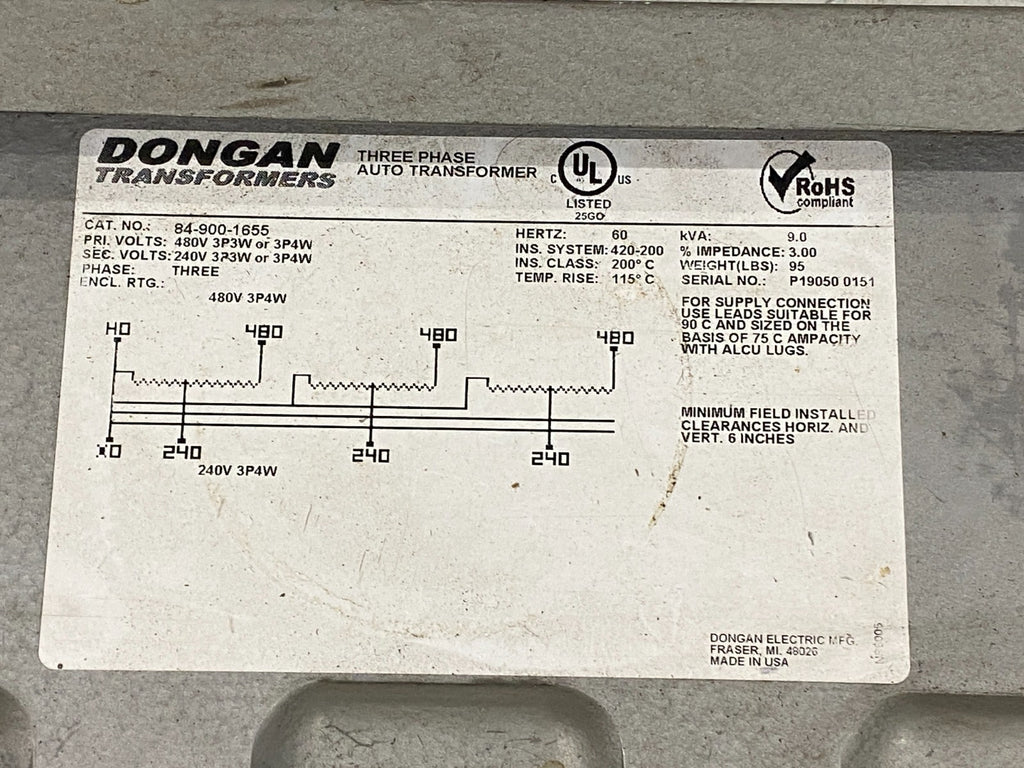 DONGAN
TRANSFORMERS
THREE PHASE
AUTO TRANSFORMER
C UL US
LISTED
25GO
RoHS
compliant
CAT. NO.: 84-900-1655
PRI. VOLTS: 480V 3P3W or 3P4W
SEC. VOLTS: 240V 3P3W or 3P4W
PHASE: THREE
ENCL. RTG.:
HERTZ: 60
INS. SYSTEM: 420-200
INS. CLASS: 200° C
TEMP. RISE: 115° C
kVA: 9.0
% IMPEDANCE: 3.00
WEIGHT(LBS): 95
SERIAL NO.: P19050 0151
FOR SUPPLY CONNECTION
USE LEADS SUITABLE FOR
90 C AND SIZED ON THE
BASIS OF 75 C AMPACITY
WITH ALCU LUGS.
MINIMUM FIELD INSTALLED
CLEARANCES HORIZ. AND
VERT. 6 INCHES
480V 3P4W
H0 480 480 480
X0 240 240 240
240V 3P4W
DONGAN ELECTRIC MFG.
FRASER, MI. 48026
MADE IN USA